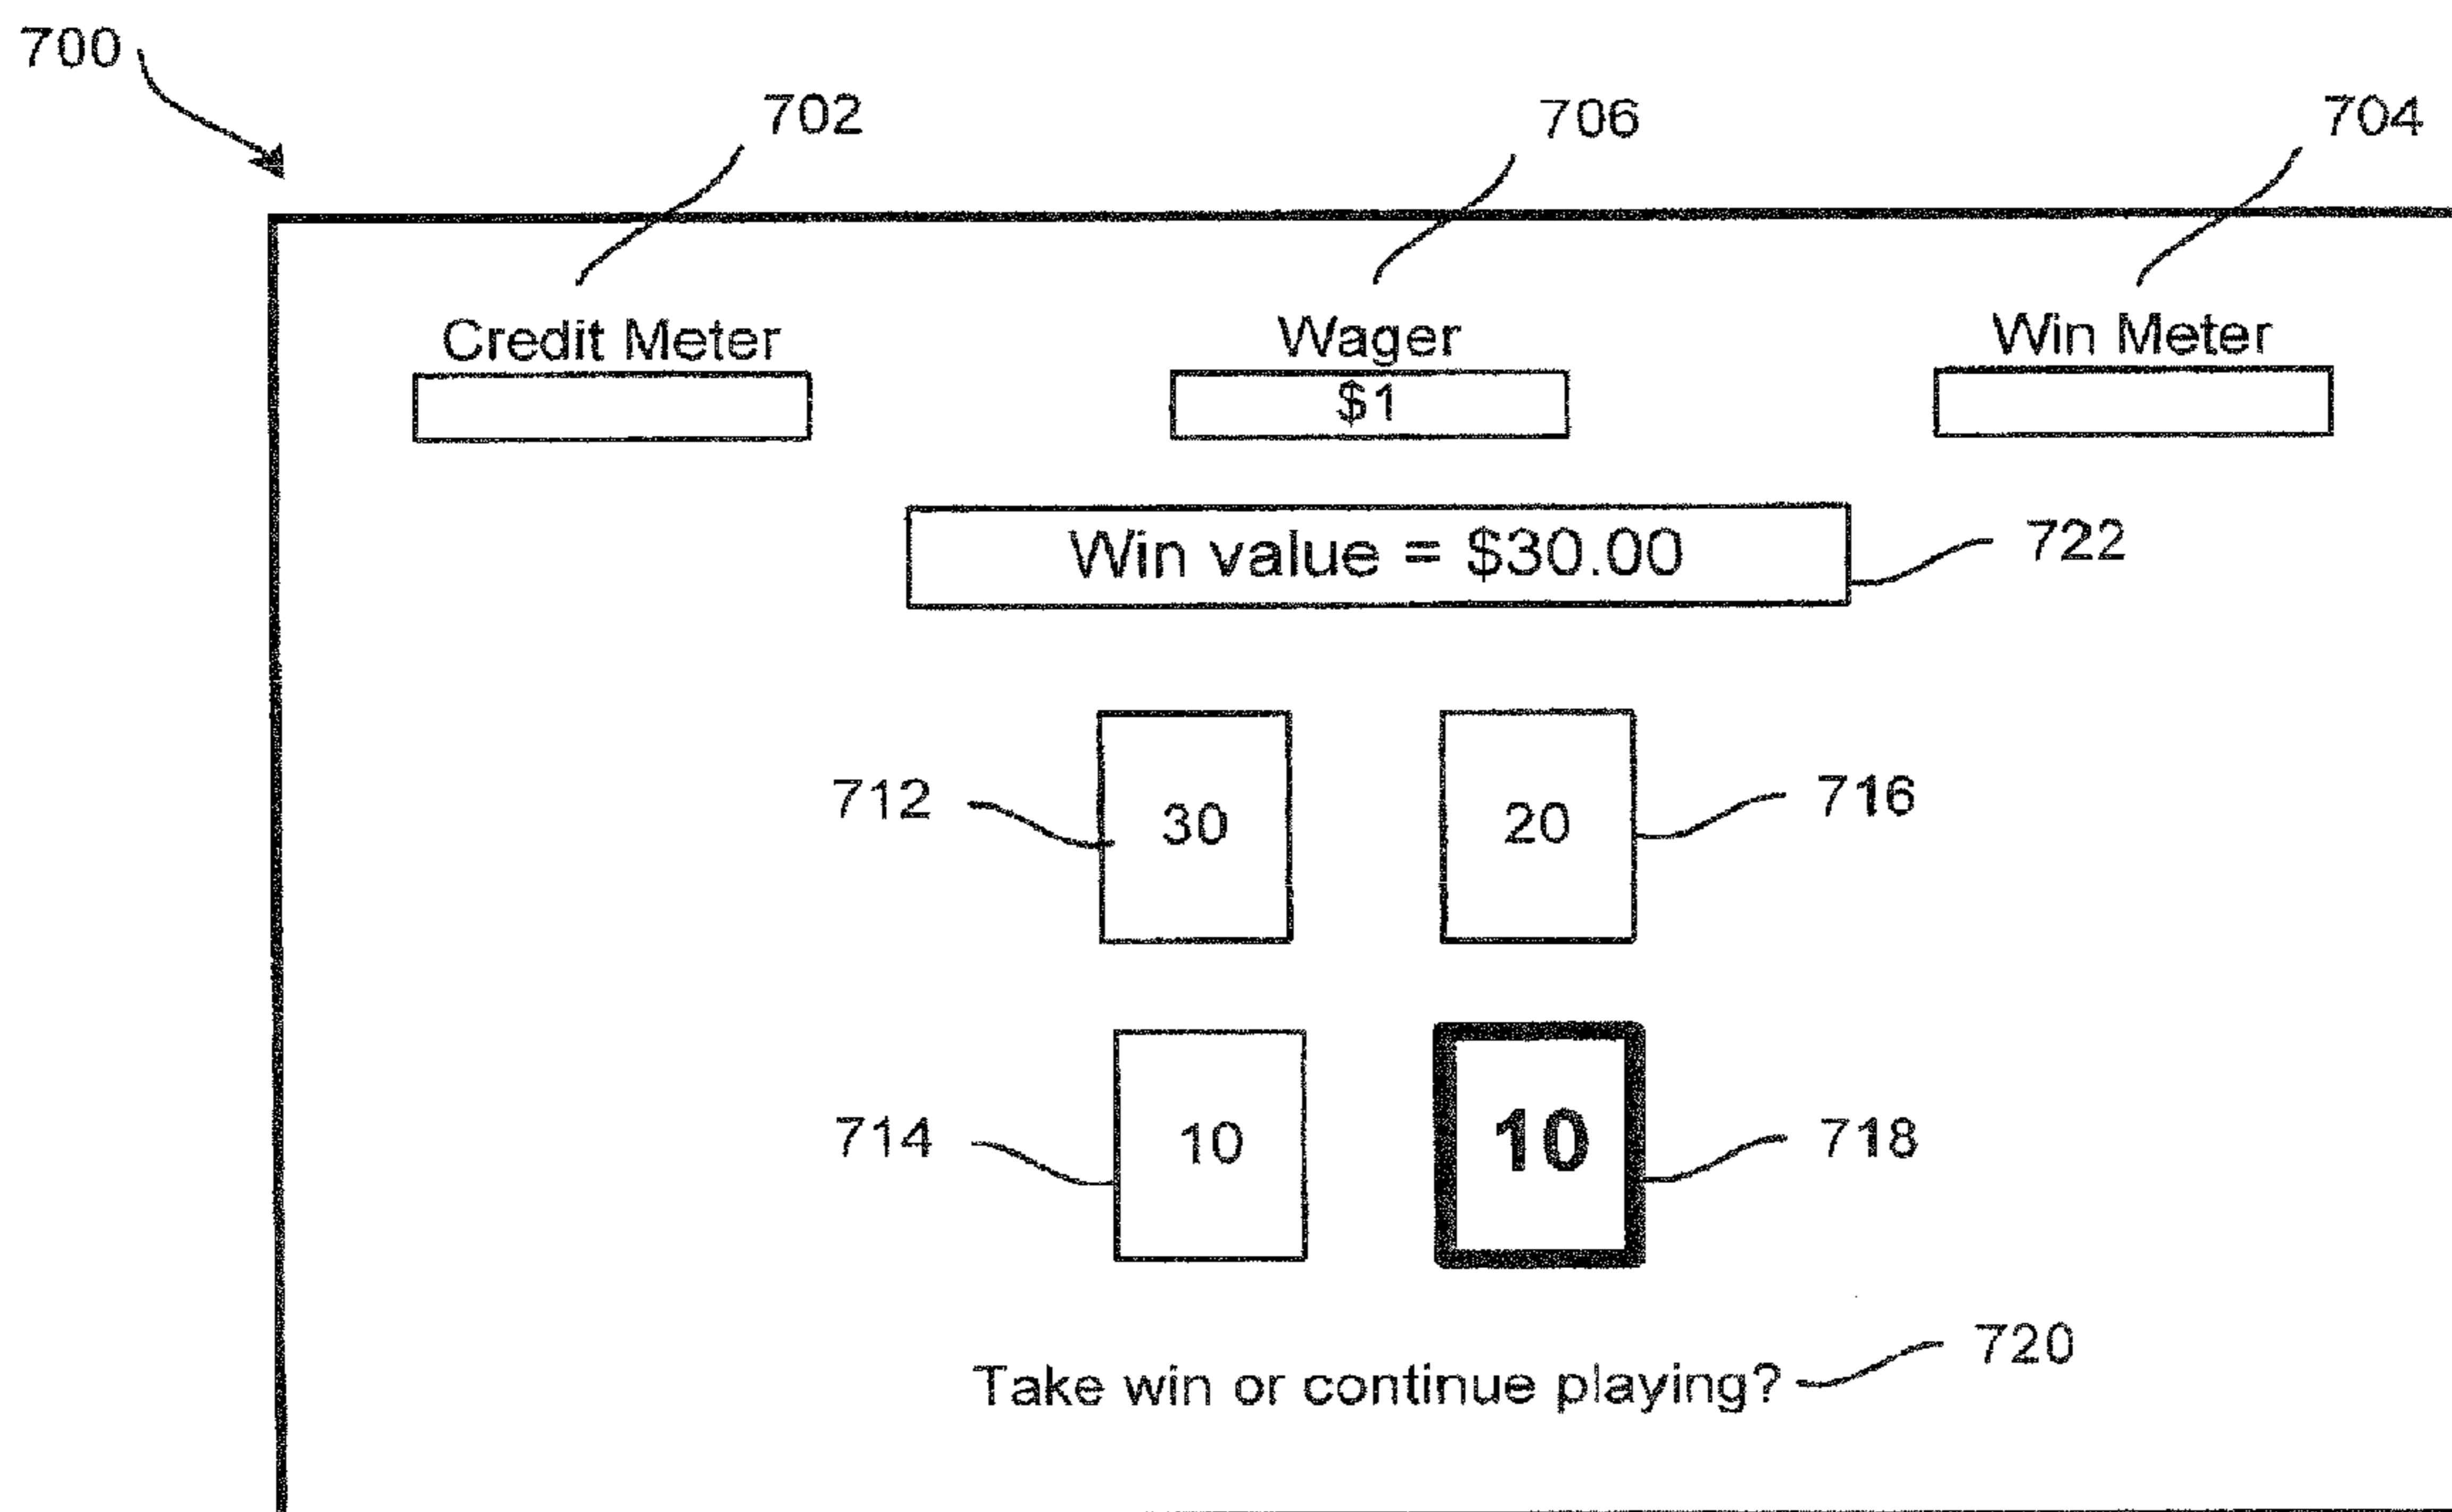 700
702 706 704
Credit Meter Wager Win Meter
$1
Win value = $30.00 722
712 30 20 716
714 10 10 718
Take win or continue playing? 720